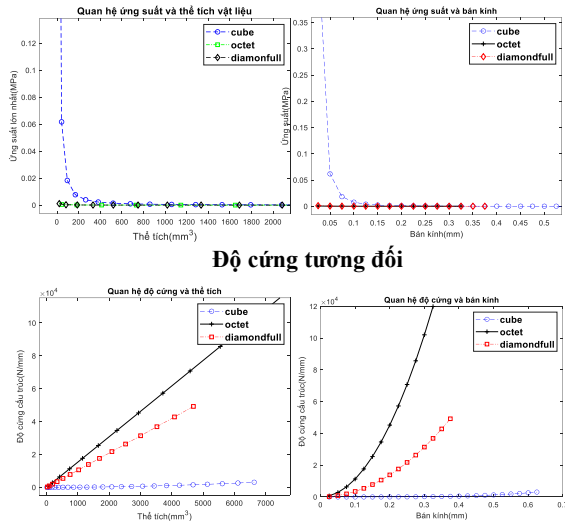 Quan hệ ứng suất và thể tích vật liệu
Ứng suất lớn nhất(MPa)
0.12
0.1
0.08
0.06
0.04
0.02
0
cube
octet
diamonfull
0 200 400 600 800 1000 1200 1400 1600 1800 2000
Thể tích(mm³)
Quan hệ ứng suất và bán kính
Ứng suất(MPa)
0.35
0.3
0.25
0.2
0.15
0.1
0.05
0
cube
octet
diamondfull
0.05 0.1 0.15 0.2 0.25 0.3 0.35 0.4 0.45 0.5
Bán kính(mm)
Độ cứng tương đối
Quan hệ độ cứng và thể tích
×10⁴
Độ cứng cấu trúc(N/mm)
10
8
6
4
2
0
cube
octet
diamondfull
0 1000 2000 3000 4000 5000 6000 7000
Thể tích(mm³)
Quan hệ độ cứng và bán kính
×10⁴
Độ cứng cấu trúc(N/mm)
12
10
8
6
4
2
0
cube
octet
diamondfull
0 0.1 0.2 0.3 0.4 0.5 0.6 0.7
Bán kính(mm)